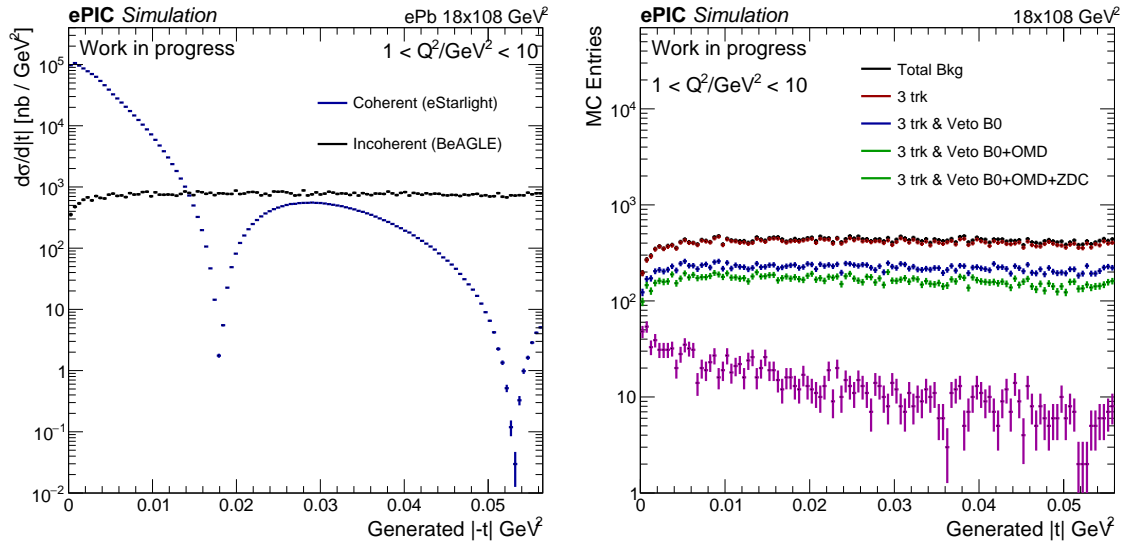 ePIC Simulation
ePb 18x108 GeV²
Work in progress
1 < Q²/GeV² < 10
Coherent (eStarlight)
Incoherent (BeAGLE)
dσ/d|t| [nb / GeV²]
10⁵
10⁴
10³
10²
10
1
10⁻¹
10⁻²
0
0.01
0.02
0.03
0.04
0.05
Generated |-t| GeV²
ePIC Simulation
18x108 GeV²
Work in progress
1 < Q²/GeV² < 10
Total Bkg
3 trk
3 trk & Veto B0
3 trk & Veto B0+OMD
3 trk & Veto B0+OMD+ZDC
MC Entries
10⁴
10³
10²
10
1
0
0.01
0.02
0.03
0.04
0.05
Generated |t| GeV²